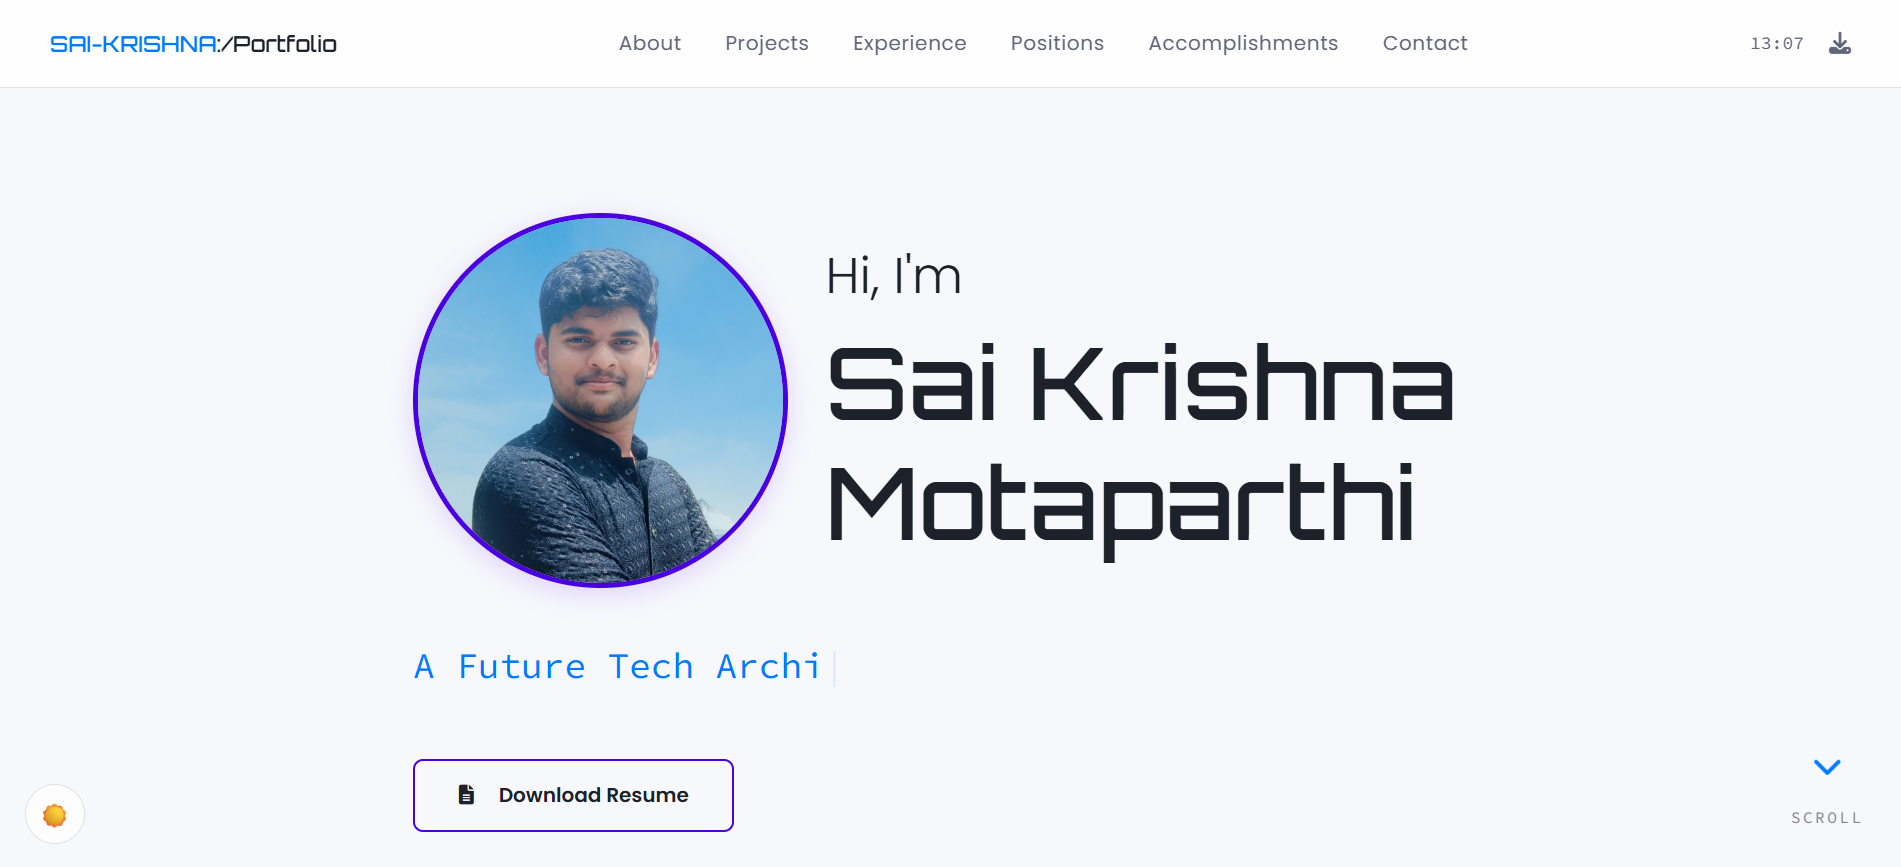 SAI-KRISHNA:/Portfolio
About Projects Experience Positions Accomplishments Contact
13:07
Hi, I'm
Sai Krishna
Motaparthi
A Future Tech Archi
Download Resume
SCROLL